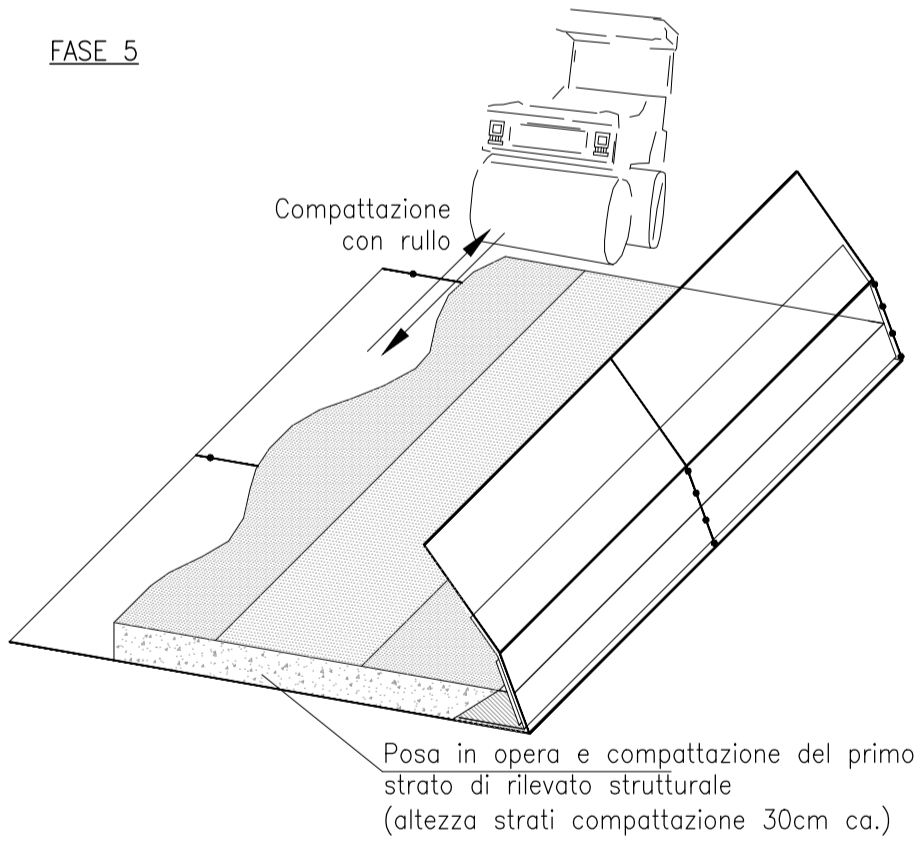 FASE 5
Compattazione
con rullo
Posa in opera e compattazione del primo
strato di rilevato strutturale
(altezza strati compattazione 30cm ca.)